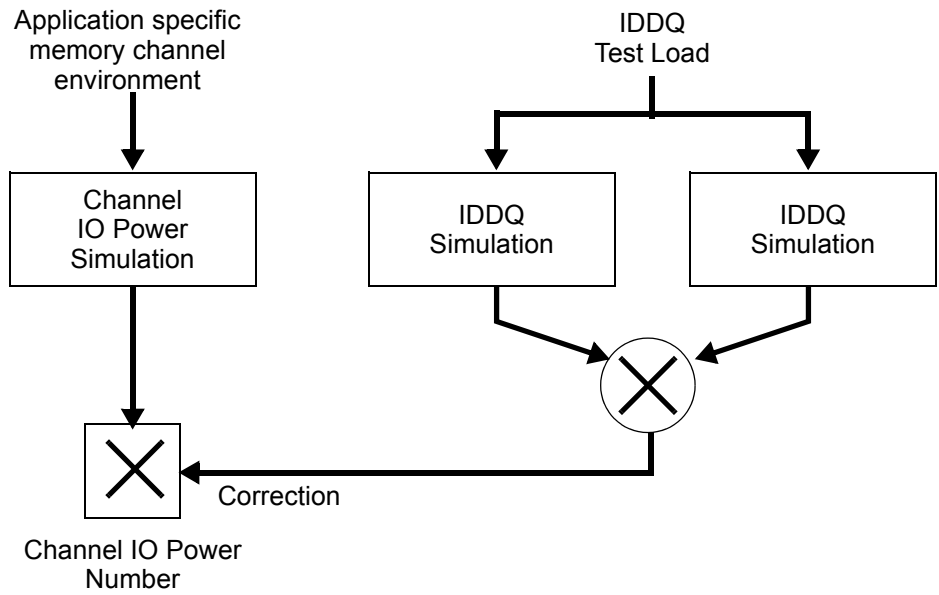 Application specific
memory channel
environment
IDDQ
Test Load
Channel
IO Power
Simulation
IDDQ
Simulation
IDDQ
Simulation
Correction
Channel IO Power
Number